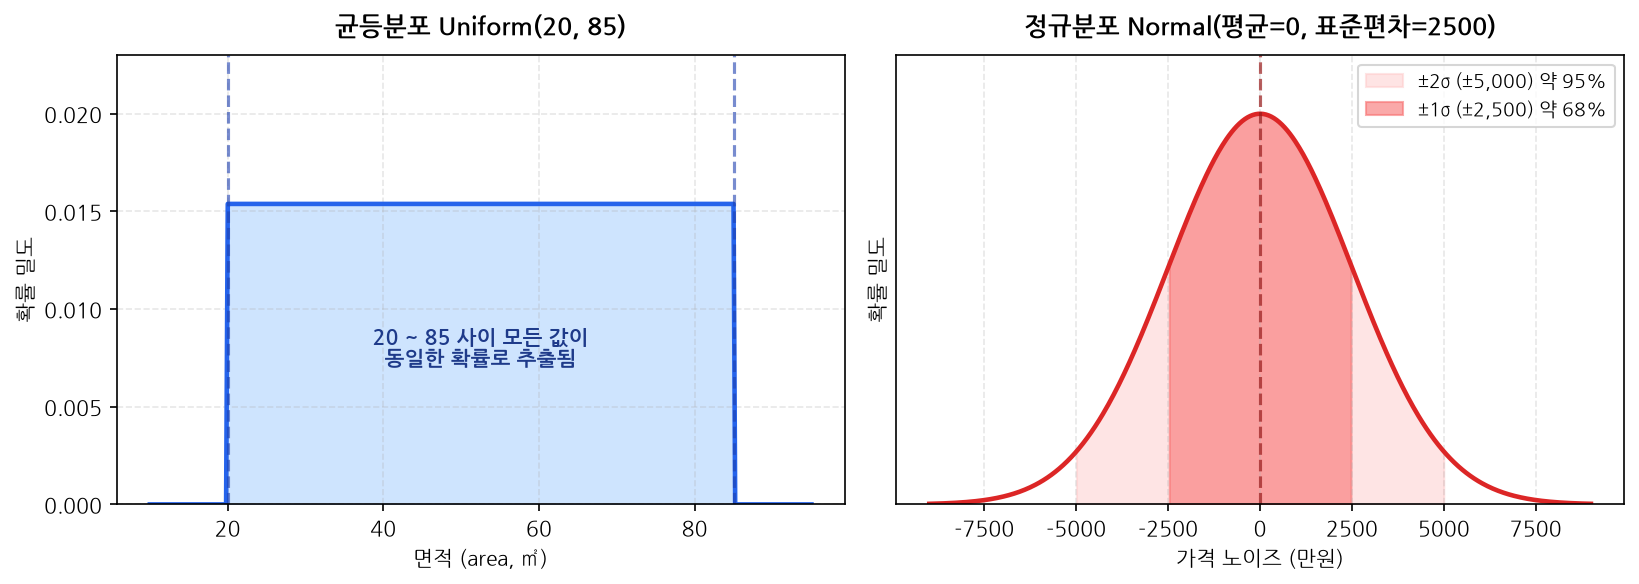 균등분포 Uniform(20, 85)
확률 밀도
0.020
0.015
0.010
0.005
0.000
20 ~ 85 사이 모든 값이
동일한 확률로 추출됨
20 40 60 80
면적 (area, ㎡)
정규분포 Normal(평균=0, 표준편차=2500)
확률 밀도
±2σ (±5,000) 약 95%
±1σ (±2,500) 약 68%
-7500 -5000 -2500 0 2500 5000 7500
가격 노이즈 (만원)